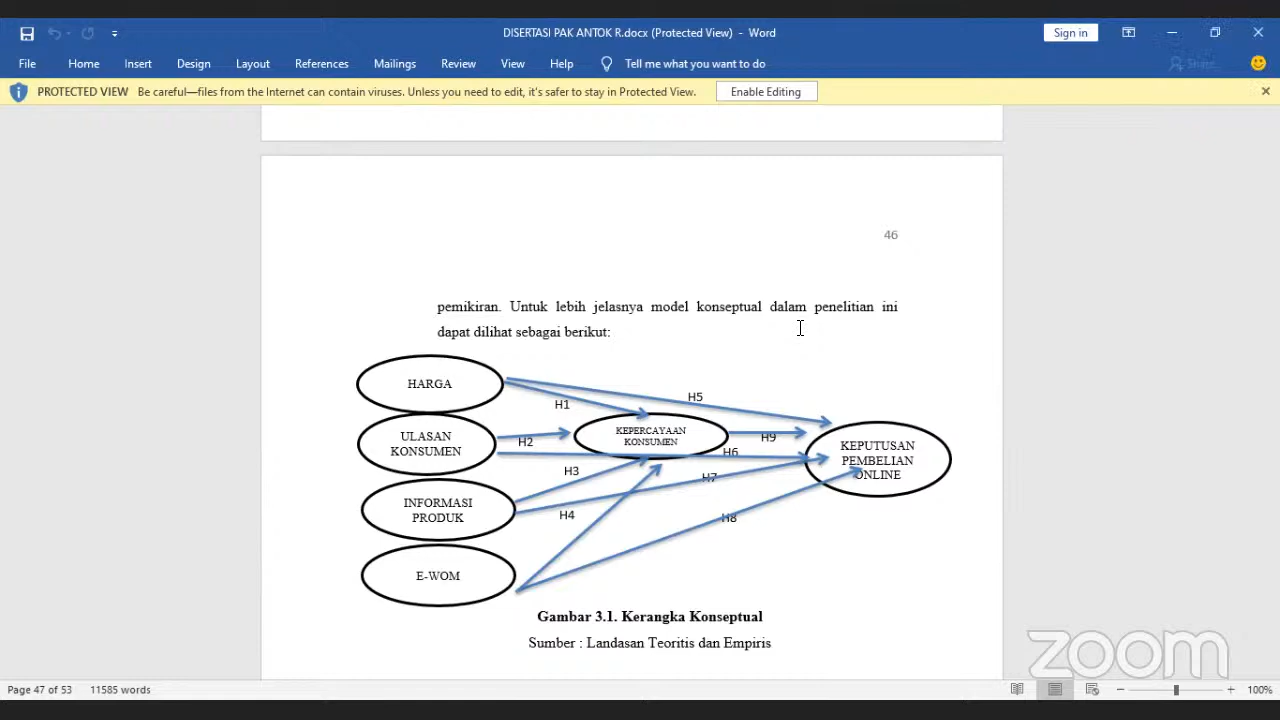 DISERTASI PAK ANTOK R.docx (Protected View) - Word
Sign in
File Home Insert Design Layout References Mailings Review View Help Tell me what you want to do Share
PROTECTED VIEW Be careful—files from the Internet can contain viruses. Unless you need to edit, it's safer to stay in Protected View. Enable Editing
46
pemikiran. Untuk lebih jelasnya model konseptual dalam penelitian ini
dapat dilihat sebagai berikut:
HARGA
H5
H1
ULASAN
KONSUMEN
H2
KEPERCAYAAN
KONSUMEN
H9
H6
KEPUTUSAN
PEMBELIAN
ONLINE
H3
H7
INFORMASI
PRODUK
H4
H8
E-WOM
Gambar 3.1. Kerangka Konseptual
Sumber : Landasan Teoritis dan Empiris
zoom
Page 47 of 53 11585 words
100%